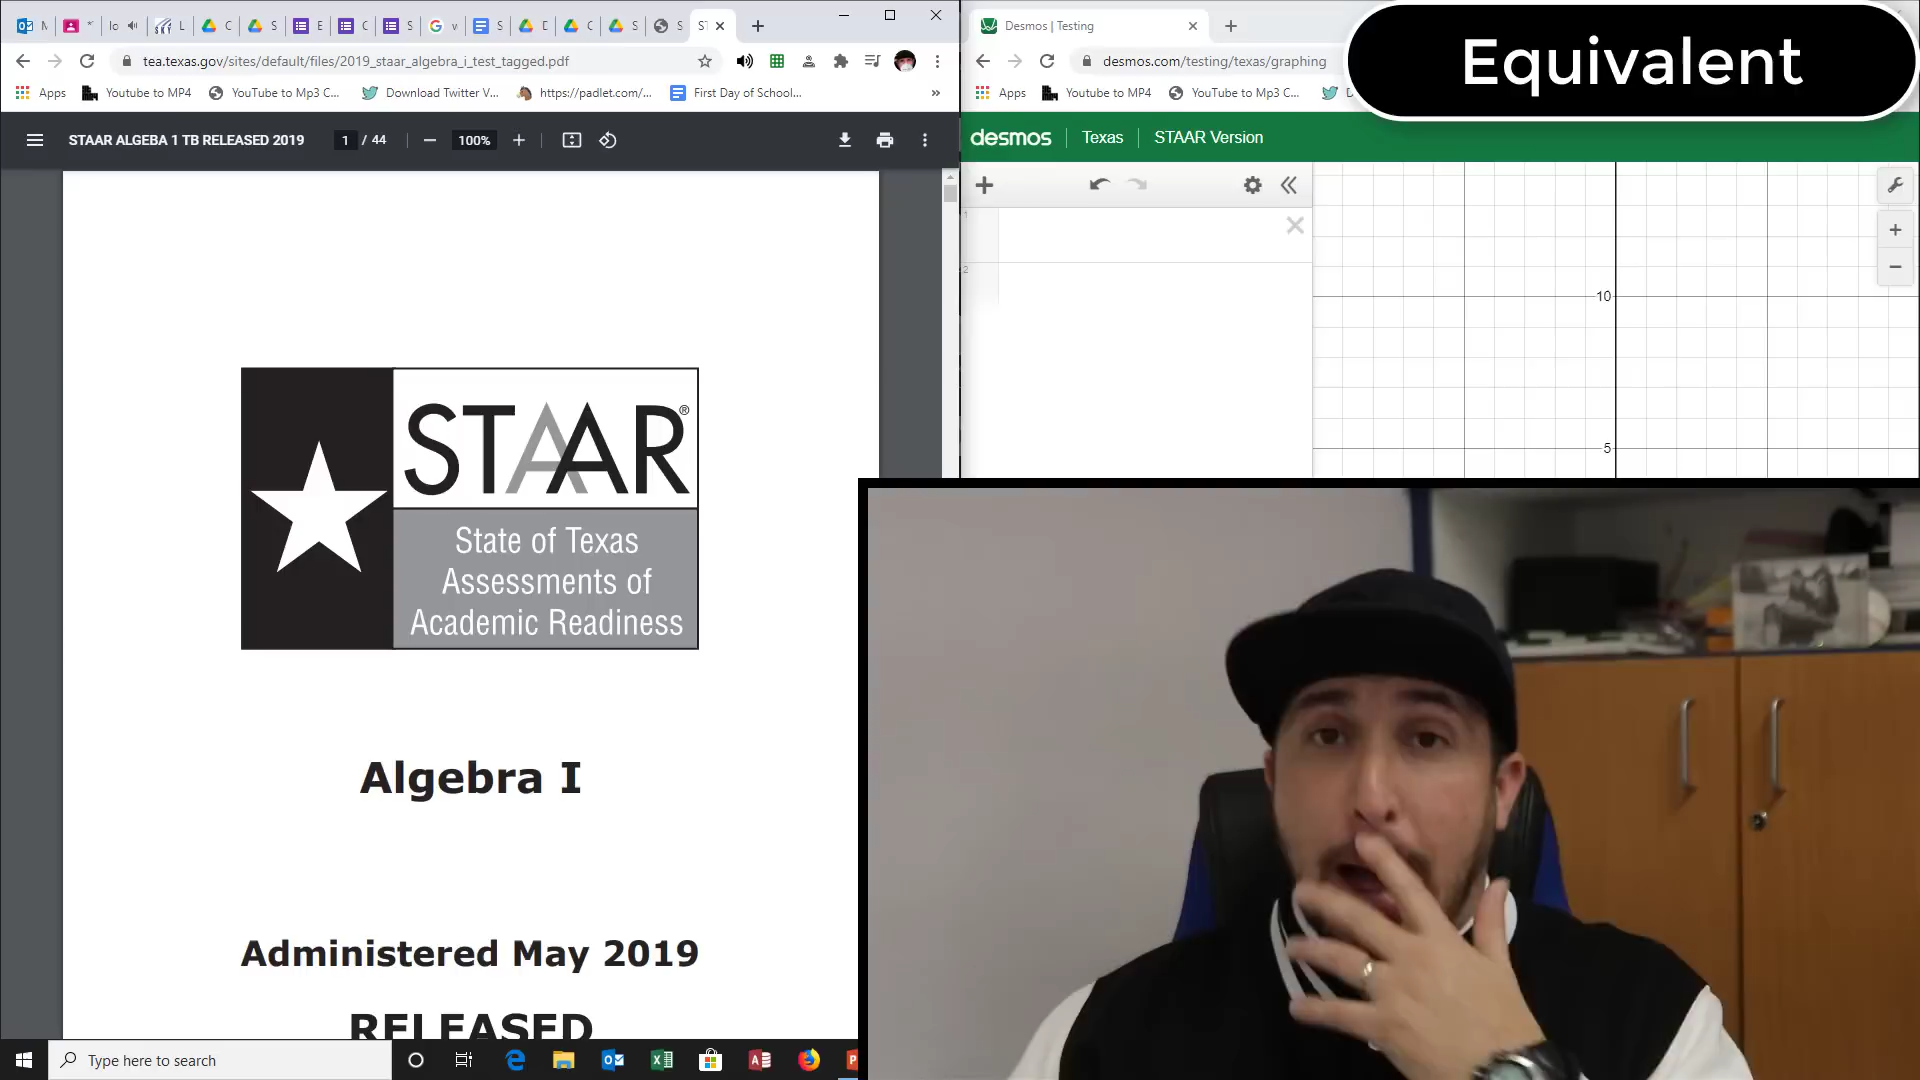 tea.texas.gov/sites/default/files/2019_staar_algebra_i_test_tagged.pdf
Apps Youtube to MP4 YouTube to Mp3 C... Download Twitter V... https://padlet.com/... First Day of School... »
STAAR ALGEBA 1 TB RELEASED 2019 1 / 44 100%
STAAR®
State of Texas
Assessments of
Academic Readiness
Algebra I
Administered May 2019
RELEASED
Type here to search
Desmos | Testing
desmos.com/testing/texas/graphing
Apps Youtube to MP4 YouTube to Mp3 C...
Equivalent
desmos Texas STAAR Version
1
2
10
5